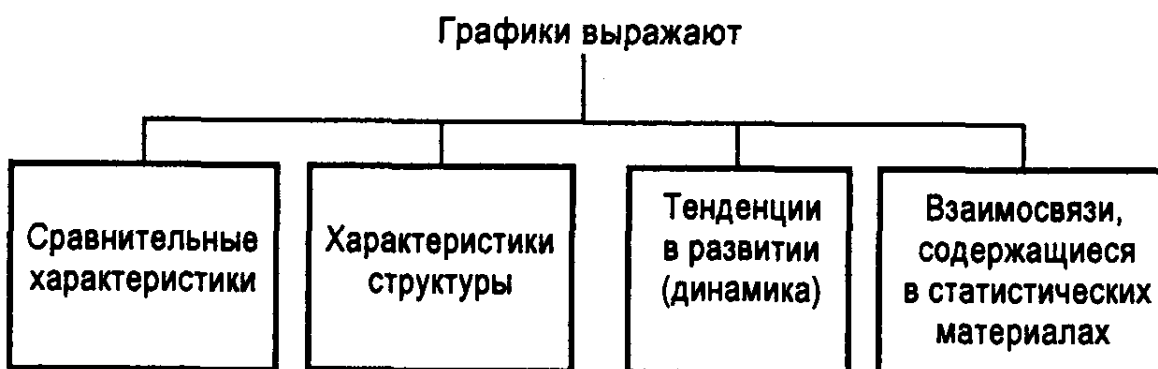 Графики выражают
Сравнительные
характеристики
Характеристики
структуры
Тенденции
в развитии
(динамика)
Взаимосвязи,
содержащиеся
в статистических
материалах